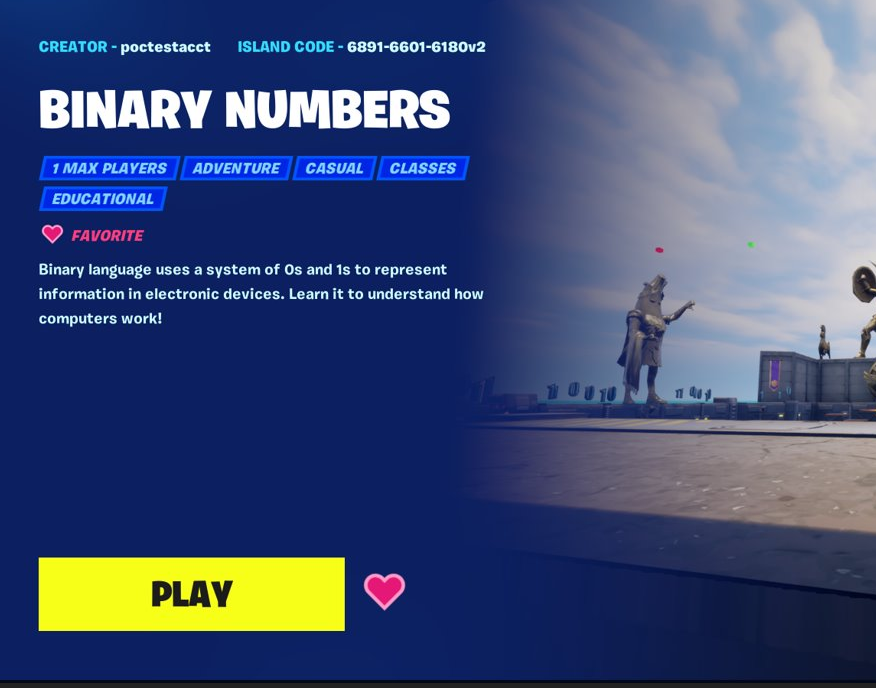 CREATOR - poctestacct ISLAND CODE - 6891-6601-6180v2
BINARY NUMBERS
1 MAX PLAYERS ADVENTURE CASUAL CLASSES
EDUCATIONAL
FAVORITE
Binary language uses a system of 0s and 1s to represent
information in electronic devices. Learn it to understand how
computers work!
PLAY